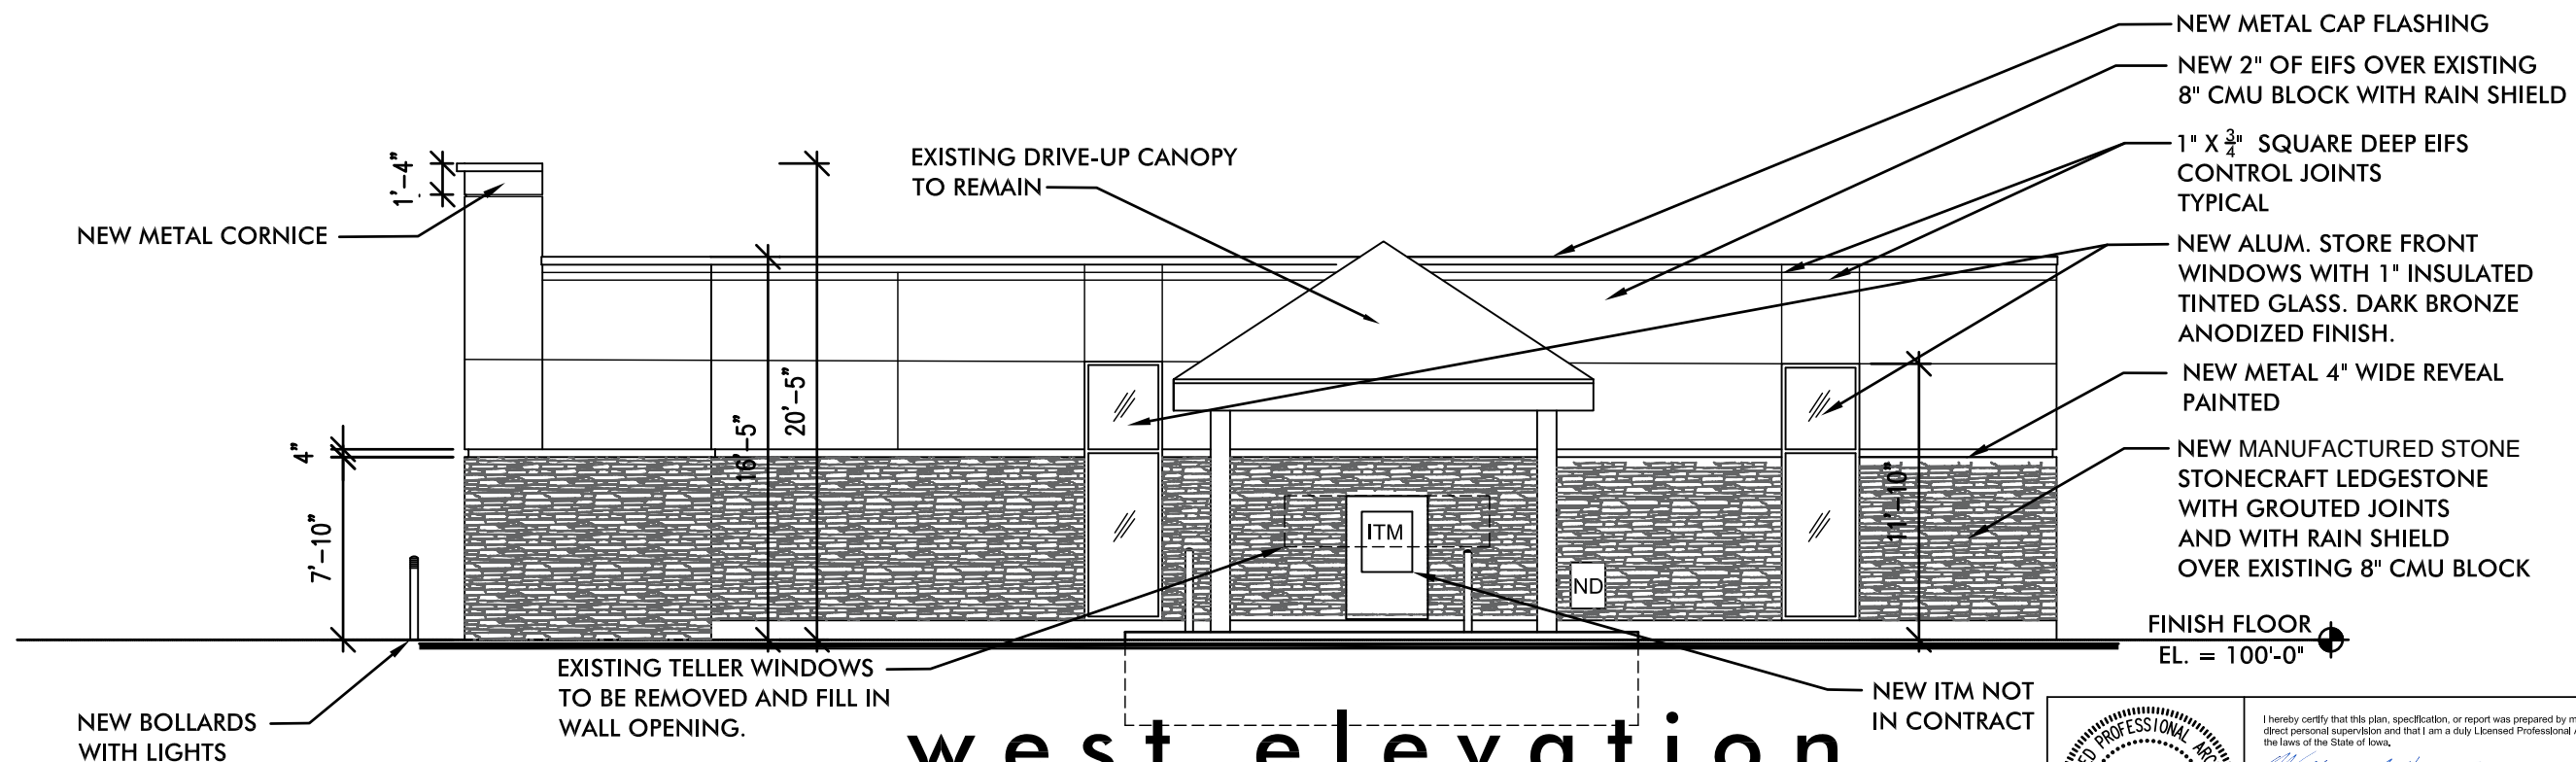 NEW METAL CAP FLASHING
NEW 2" OF EIFS OVER EXISTING
8" CMU BLOCK WITH RAIN SHIELD
1" X 3/4" SQUARE DEEP EIFS
CONTROL JOINTS
TYPICAL
NEW ALUM. STORE FRONT
WINDOWS WITH 1" INSULATED
TINTED GLASS. DARK BRONZE
ANODIZED FINISH.
NEW METAL 4" WIDE REVEAL
PAINTED
NEW MANUFACTURED STONE
STONECRAFT LEDGESTONE
WITH GROUTED JOINTS
AND WITH RAIN SHIELD
OVER EXISTING 8" CMU BLOCK
FINISH FLOOR
EL. = 100'-0"
EXISTING DRIVE-UP CANOPY
TO REMAIN
1'-4"
NEW METAL CORNICE
20'-5"
16'-5"
4"
7'-10"
11'-10"
ITM
ND
EXISTING TELLER WINDOWS
TO BE REMOVED AND FILL IN
WALL OPENING.
NEW ITM NOT
IN CONTRACT
NEW BOLLARDS
WITH LIGHTS
west elevation
PROFESSIONAL
I hereby certify that this plan, specification, or report was prepared by
direct personal supervision and that I am a duly Licensed Professional
the laws of the State of Iowa.